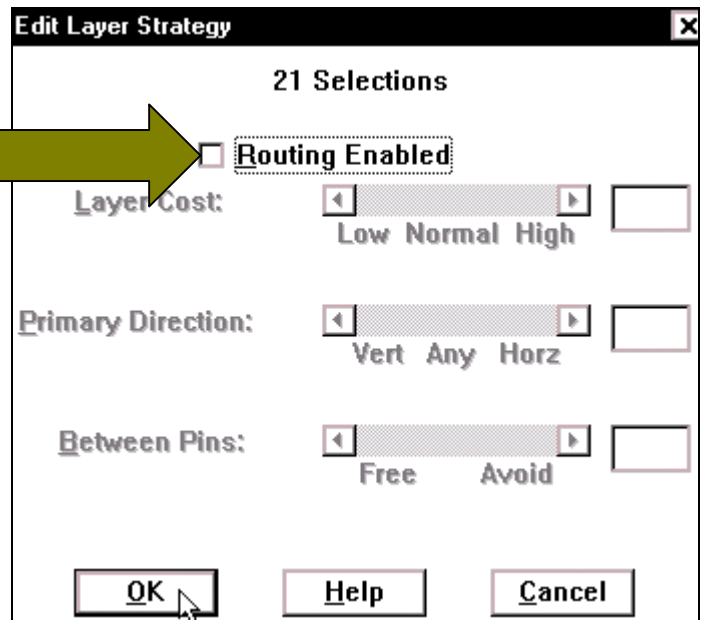 Edit Layer Strategy
21 Selections
Routing Enabled
Layer Cost:
Low Normal High
Primary Direction:
Vert Any Horz
Between Pins:
Free Avoid
OK Help Cancel